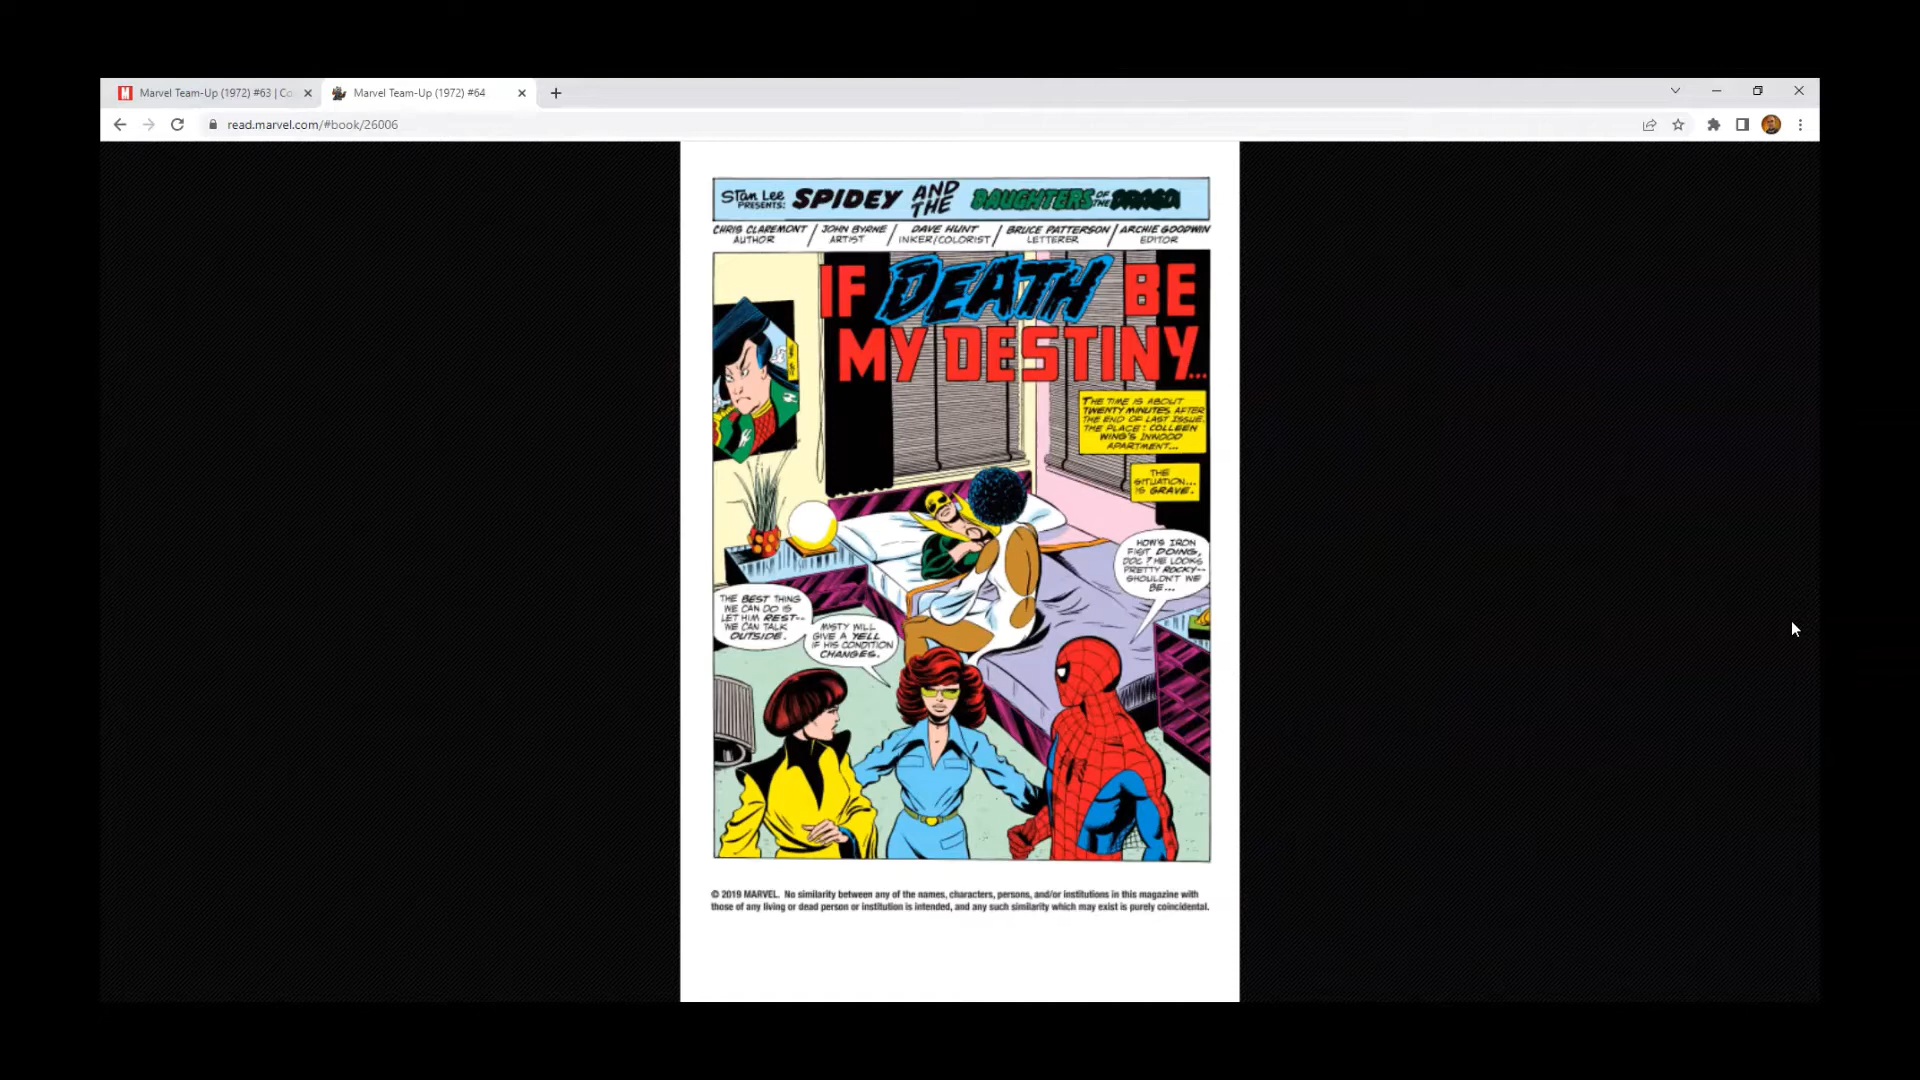 Marvel Team-Up (1972) #63 | Co
Marvel Team-Up (1972) #64
read.marvel.com/#book/26006
STAN LEE
PRESENTS:
SPIDEY AND THE DAUGHTERS OF THE DRAGON
CHRIS CLAREMONT / JOHN BYRNE / DAVE HUNT / BRUCE PATTERSON / ARCHIE GOODWIN
AUTHOR ARTIST INKER/COLORIST LETTERER EDITOR
IF DEATH BE
MY DESTINY...
THE TIME IS ABOUT
TWENTY MINUTES AFTER
THE END OF LAST ISSUE.
THE PLACE: COLLEEN
WING'S INWOOD
APARTMENT...
THE
SITUATION...
IS GRAVE.
HOW'S IRON
FIST DOING,
DOC? HE LOOKS
PRETTY ROCKY--
SHOULDN'T WE
BE...
THE BEST THING
WE CAN DO IS
LET HIM REST--
WE CAN TALK
OUTSIDE.
MISTY WILL
GIVE A YELL
IF HIS CONDITION
CHANGES.
© 2019 MARVEL. No similarity between any of the names, characters, persons, and/or institutions in this magazine with
those of any living or dead person or institution is intended, and any such similarity which may exist is purely coincidental.